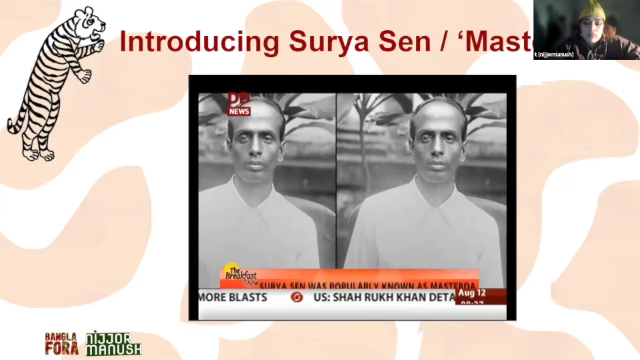 Introducing Surya Sen / ‘Mast
t (nijjormanush)
DD
NEWS
The
Breakfast
SURYA SEN WAS POPULARLY KNOWN AS MASTERDA
MORE BLASTS
US: SHAH RUKH KHAN DETA
Aug 12
BANGLA
FORA
NIJJOR
MANUSH